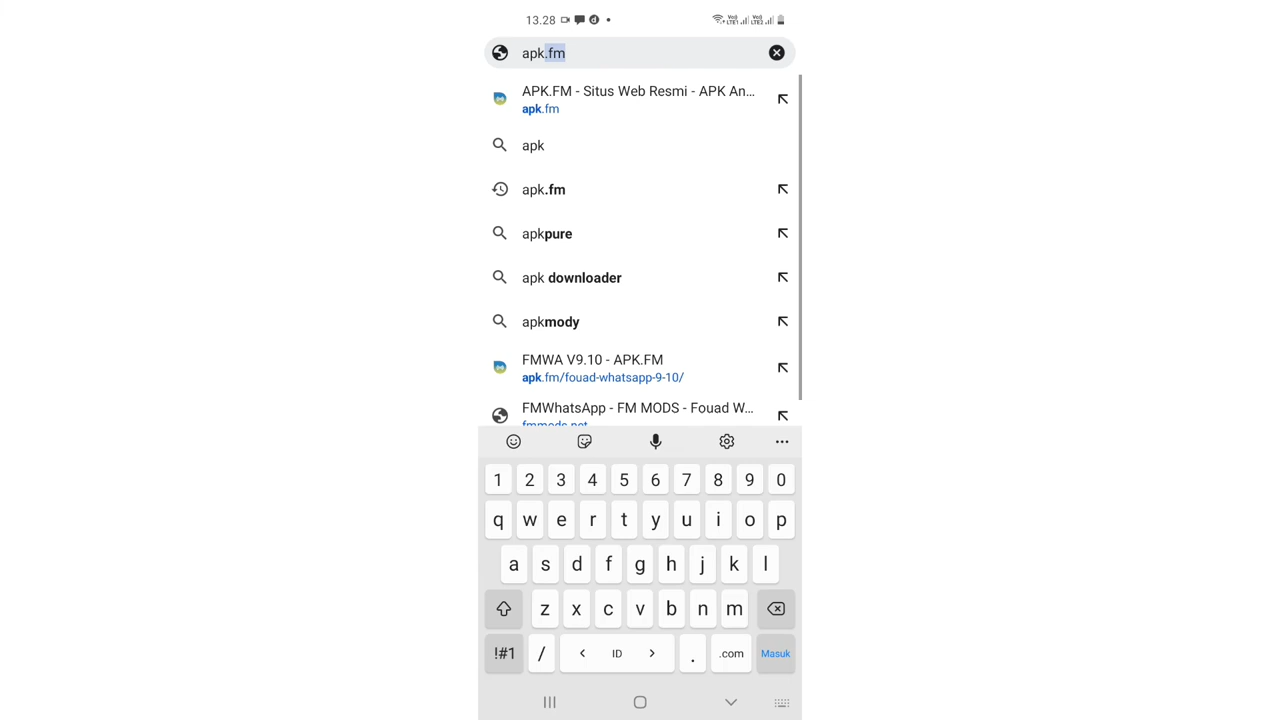 13.28
apk.fm
APK.FM - Situs Web Resmi - APK An...
apk.fm
apk
apk.fm
apkpure
apk downloader
apkmody
FMWA V9.10 - APK.FM
apk.fm/fouad-whatsapp-9-10/
FMWhatsApp - FM MODS - Fouad W...
fmmods.net
1 2 3 4 5 6 7 8 9 0
q w e r t y u i o p
a s d f g h j k l
z x c v b n m
!#1 / < ID > . .com Masuk